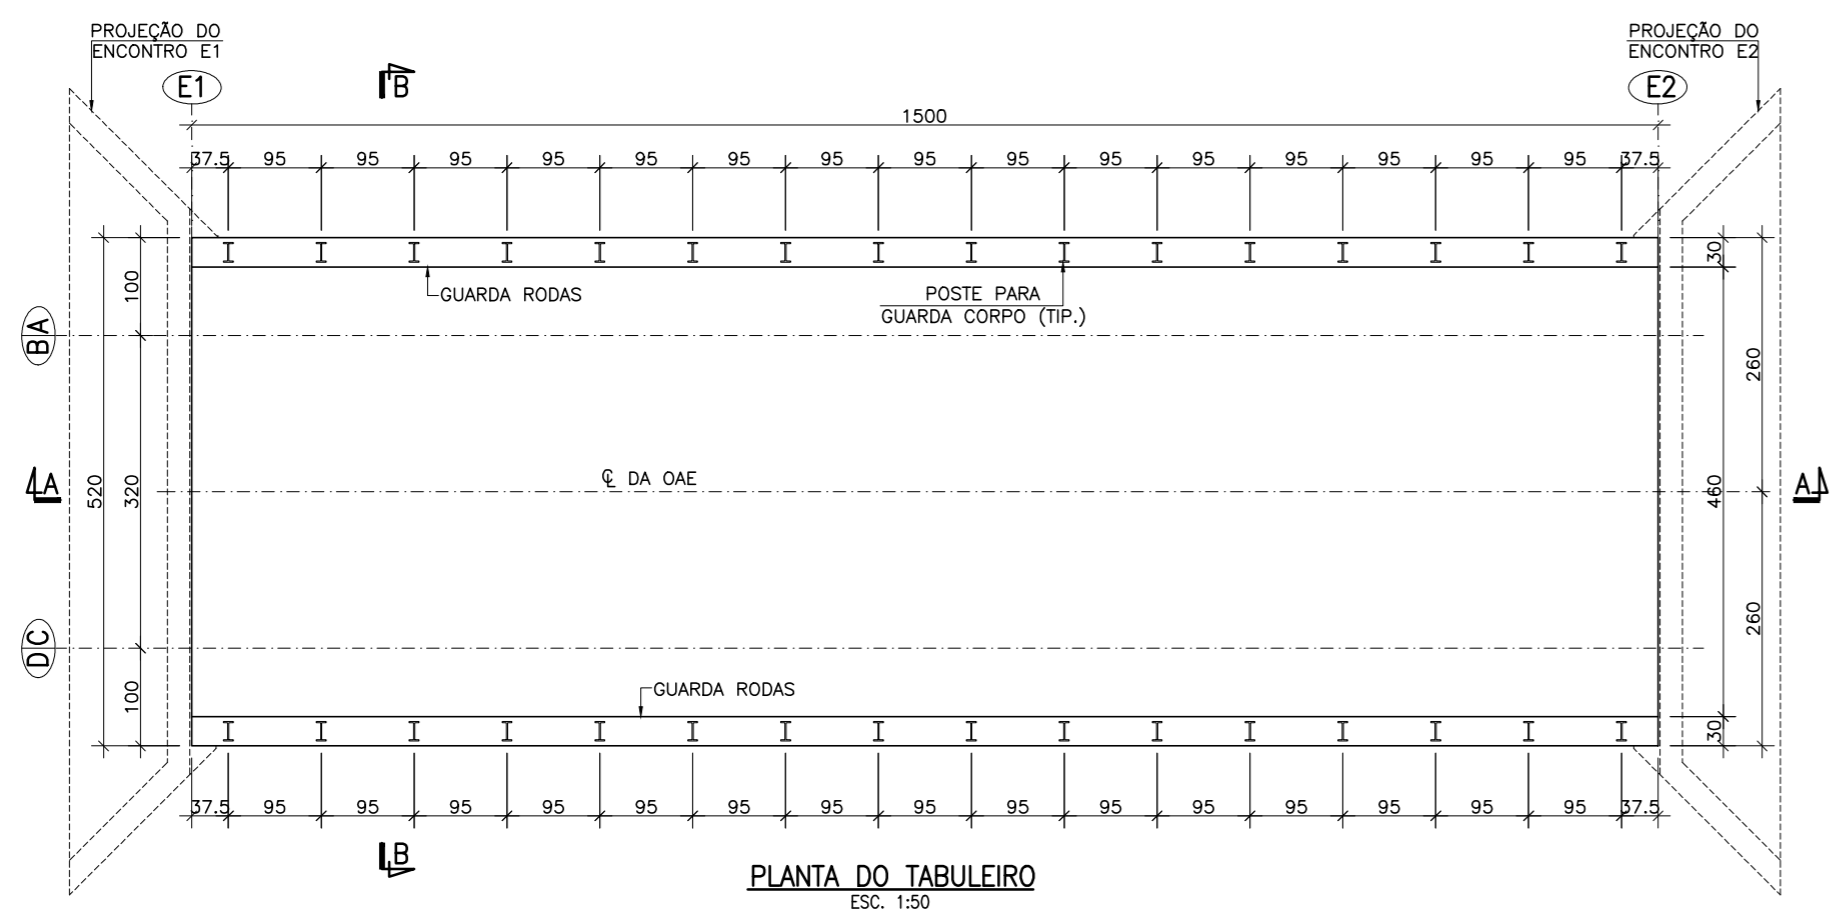 PROJEÇÃO DO
ENCONTRO E1
PROJEÇÃO DO
ENCONTRO E2
E1
B
E2
1500
37.5 95 95 95 95 95 95 95 95 95 95 95 95 95 95 95 37.5
100
30
GUARDA RODAS
POSTE PARA
GUARDA CORPO (TIP.)
BA
260
A
520
320
℄ DA OAE
460
A
DC
260
100
GUARDA RODAS
30
37.5 95 95 95 95 95 95 95 95 95 95 95 95 95 95 95 37.5
B
PLANTA DO TABULEIRO
ESC. 1:50